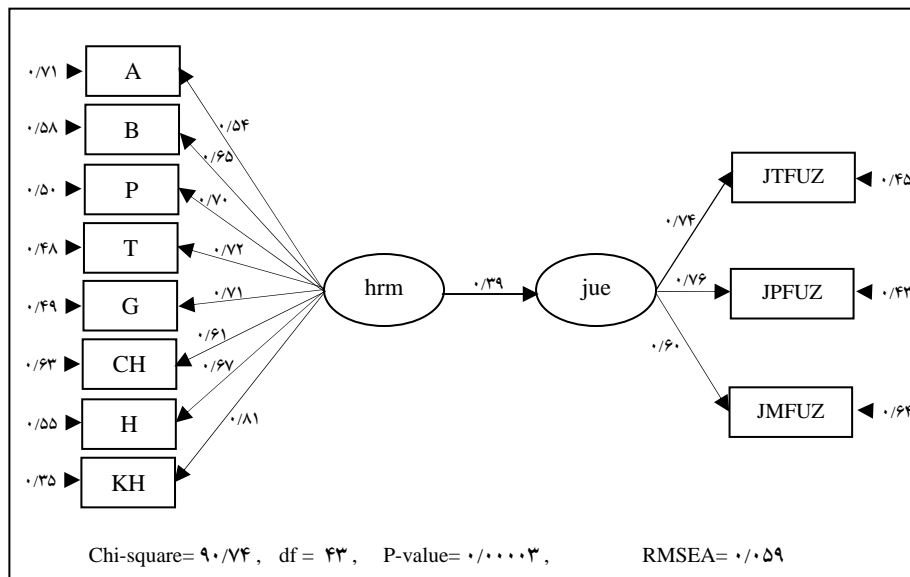 ۰/۷۱ A
۰/۵۴
۰/۵۸ B
۰/۶۵
۰/۵۰ P
۰/۷۰
۰/۴۸ T
۰/۷۲
۰/۴۹ G
۰/۷۱
۰/۶۳ CH
۰/۶۱
۰/۵۵ H
۰/۶۷
۰/۳۵ KH
۰/۸۱
hrm
۰/۳۹
jue
۰/۷۴
JTFUZ ۰/۴۵
۰/۷۶
JPFUZ ۰/۴۳
۰/۶۰
JMFUZ ۰/۶۴
Chi-square= ۹۰/۷۴ , df = ۴۳, P-value= ۰/۰۰۰۰۳ , RMSEA= ۰/۰۵۹